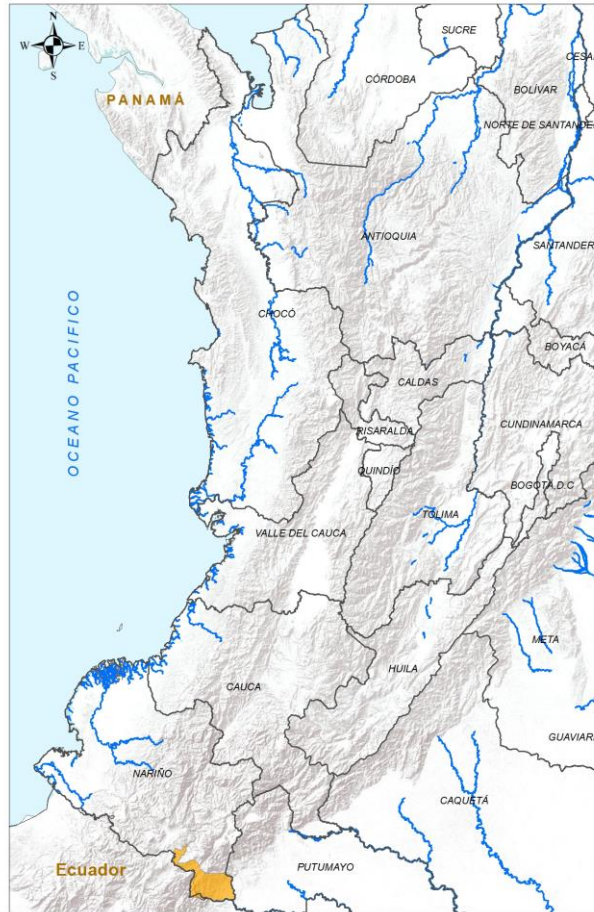 N
W E
S
PANAMÁ
SUCRE
CÓRDOBA
BOLÍVAR
NORTE DE SANTANDE
ANTIOQUIA
SANTANDER
CHOCÓ
BOYACÁ
CALDAS
OCEANO PACIFICO
CUNDINAMARCA
RISARALDA
QUINDÍO
BOGOTÁ D.C
TOLIMA
VALLE DEL CAUCA
META
HUILA
CAUCA
GUAVIAR
NARIÑO
CAQUETÁ
Ecuador
PUTUMAYO